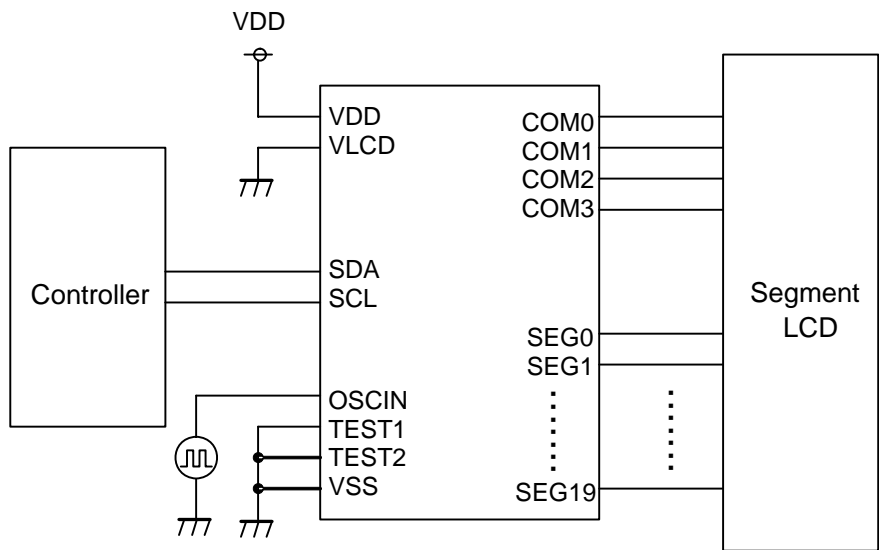 VDD
VDD
VLCD
SDA
SCL
OSCIN
TEST1
TEST2
VSS
COM0
COM1
COM2
COM3
SEG0
SEG1
SEG19
Controller
Segment
LCD